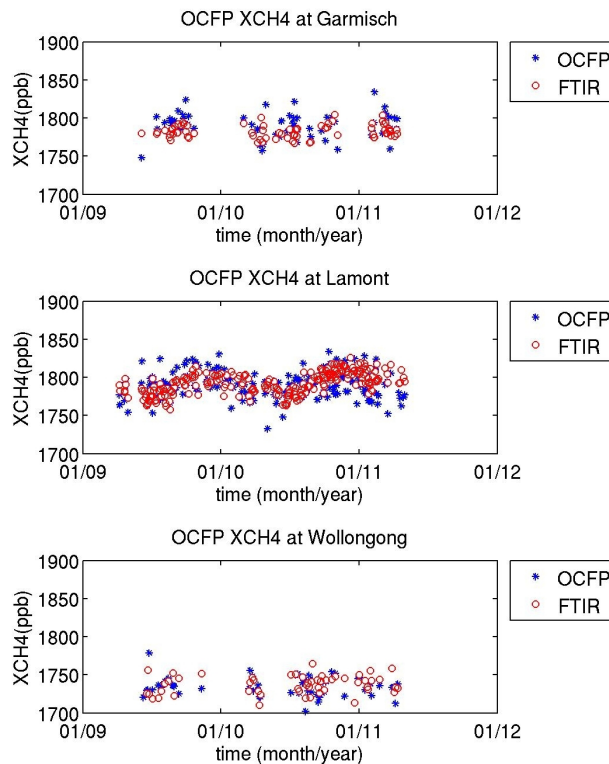 OCFP XCH4 at Garmisch
1900
1850
1800
1750
1700
XCH4(ppb)
01/09 01/10 01/11 01/12
time (month/year)
OCFP
FTIR
OCFP XCH4 at Lamont
1900
1850
1800
1750
1700
XCH4(ppb)
01/09 01/10 01/11 01/12
time (month/year)
OCFP
FTIR
OCFP XCH4 at Wollongong
1900
1850
1800
1750
1700
XCH4(ppb)
01/09 01/10 01/11 01/12
time (month/year)
OCFP
FTIR